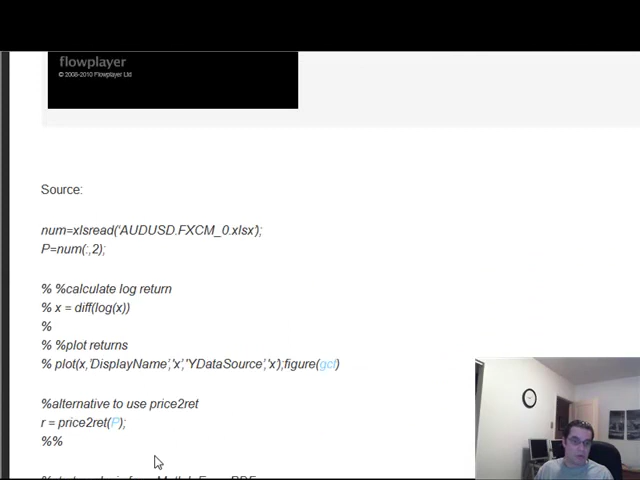 flowplayer
© 2008-2010 Flowplayer Ltd
Source:
num=xlsread('AUDUSD.FXCM_0.xlsx');
P=num(:,2);
% %calculate log return
% x = diff(log(x))
%
% %plot returns
% plot(x,'DisplayName','x','YDataSource','x');figure(gcf)
%alternative to use price2ret
r = price2ret(P);
%%